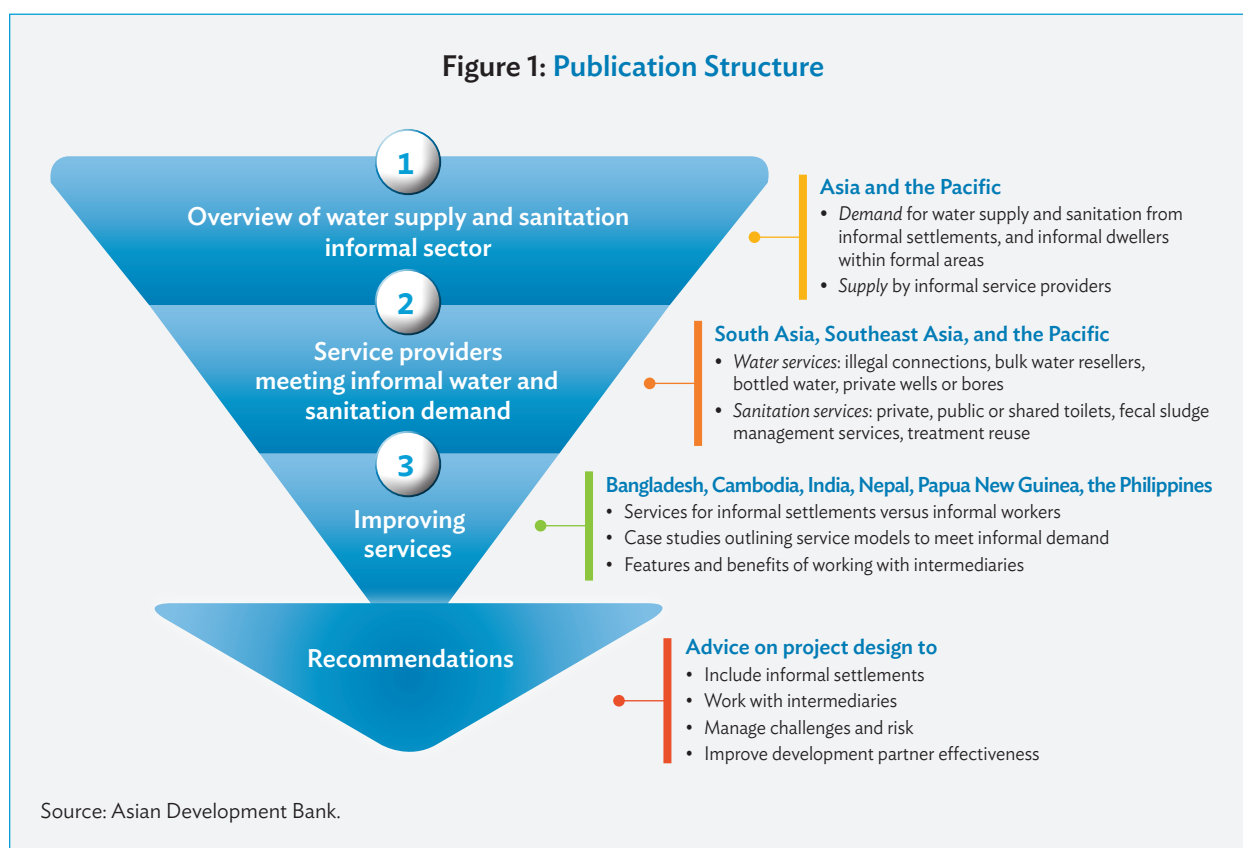 Figure 1: Publication Structure
1
Overview of water supply and sanitation
informal sector
Asia and the Pacific
• Demand for water supply and sanitation from
informal settlements, and informal dwellers
within formal areas
• Supply by informal service providers
2
Service providers
meeting informal water and
sanitation demand
South Asia, Southeast Asia, and the Pacific
• Water services: illegal connections, bulk water resellers,
bottled water, private wells or bores
• Sanitation services: private, public or shared toilets, fecal sludge
management services, treatment reuse
3
Improving
services
Bangladesh, Cambodia, India, Nepal, Papua New Guinea, the Philippines
• Services for informal settlements versus informal workers
• Case studies outlining service models to meet informal demand
• Features and benefits of working with intermediaries
Recommendations
Advice on project design to
• Include informal settlements
• Work with intermediaries
• Manage challenges and risk
• Improve development partner effectiveness
Source: Asian Development Bank.